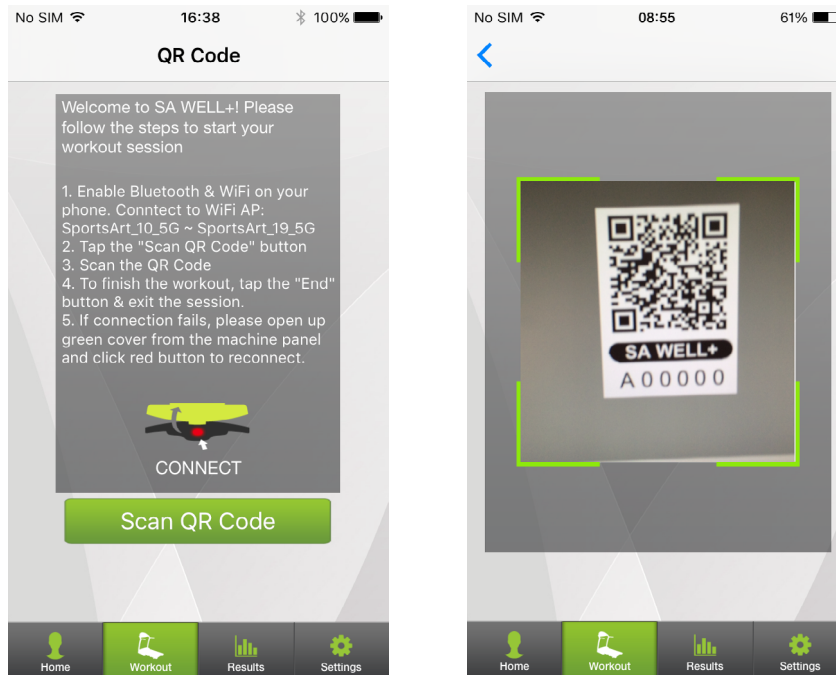 No SIM 16:38 100%
QR Code
Welcome to SA WELL+! Please
follow the steps to start your
workout session
1. Enable Bluetooth & WiFi on your
phone. Conntect to WiFi AP:
SportsArt_10_5G ~ SportsArt_19_5G
2. Tap the "Scan QR Code" button
3. Scan the QR Code
4. To finish the workout, tap the "End"
button & exit the session.
5. If connection fails, please open up
green cover from the machine panel
and click red button to reconnect.
CONNECT
Scan QR Code
Home Workout Results Settings
No SIM 08:55 61%
SA WELL+
A00000
Home Workout Results Settings